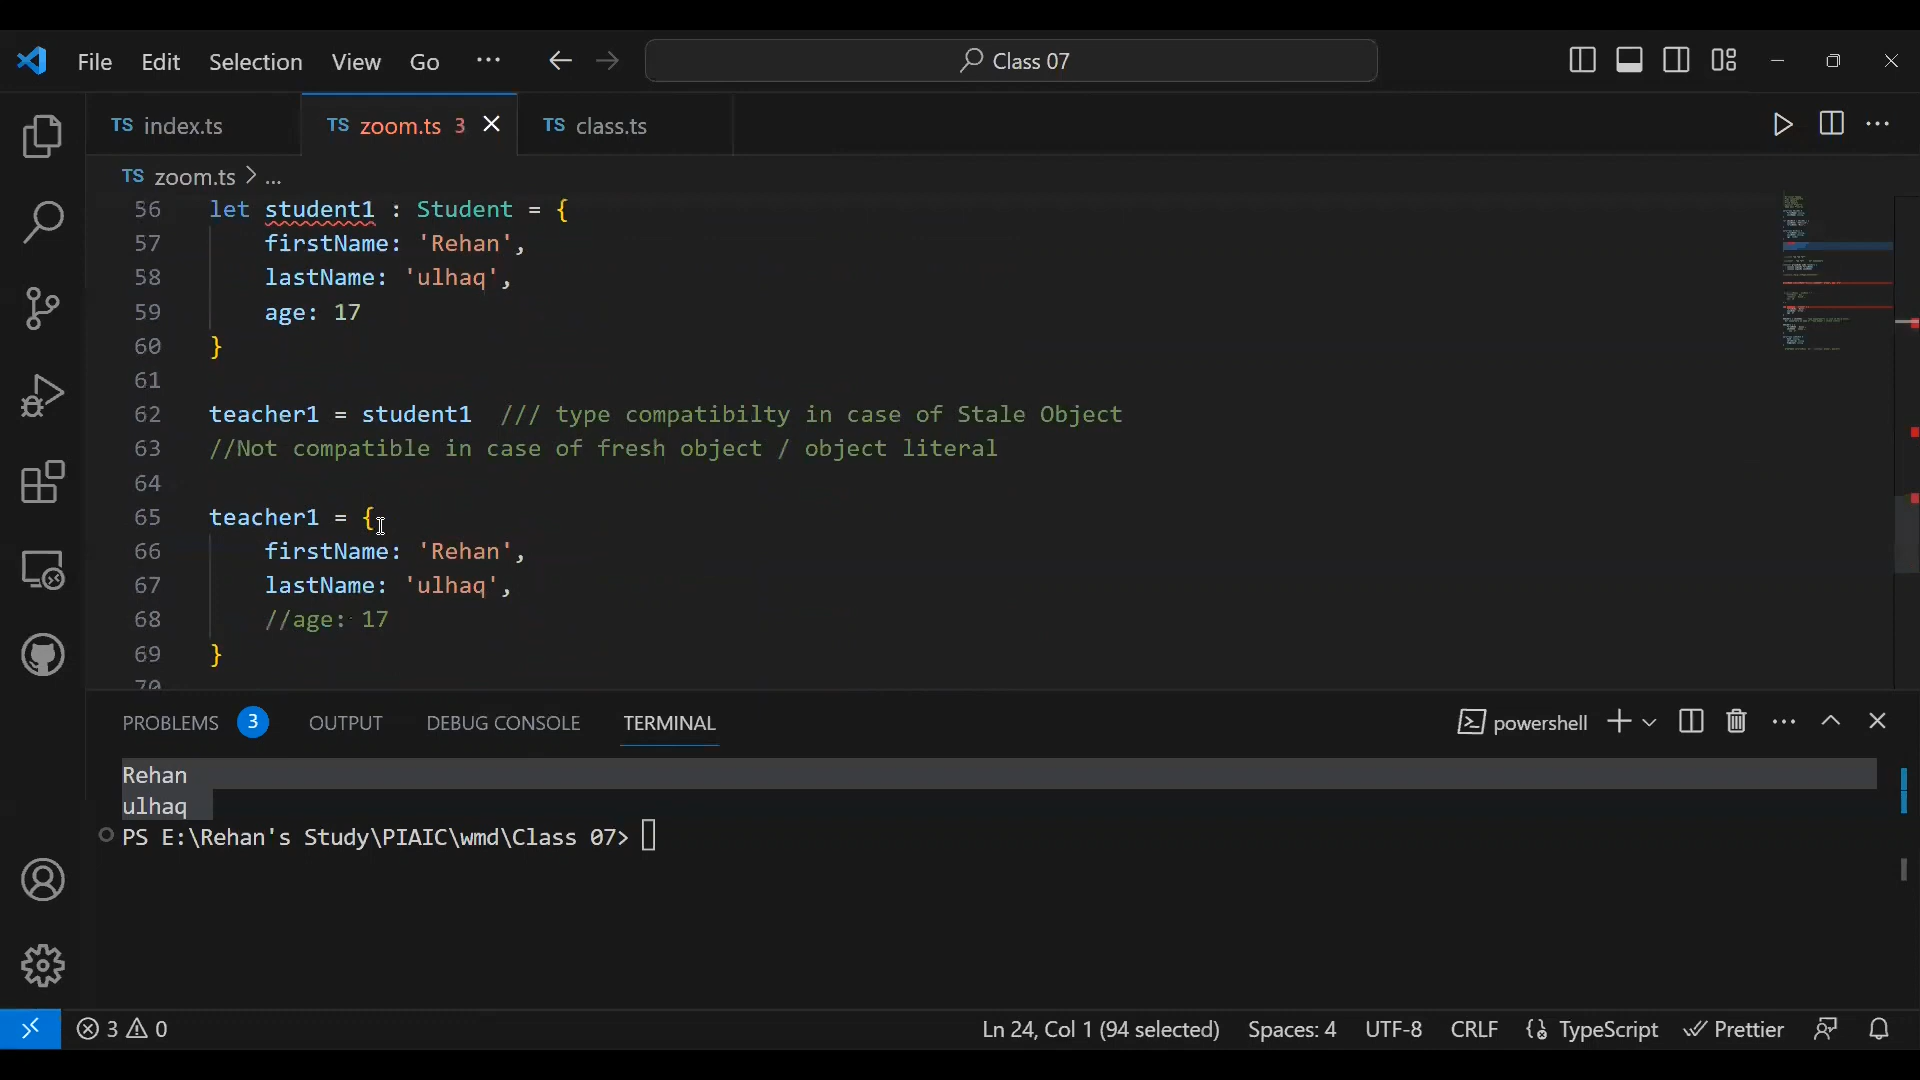 File Edit Selection View Go ··· Class 07
TS index.ts TS zoom.ts 3 TS class.ts
TS zoom.ts > ...
56 let student1 : Student = {
57 firstName: 'Rehan',
58 lastName: 'ulhaq',
59 age: 17
60 }
61
62 teacher1 = student1 /// type compatibilty in case of Stale Object
63 //Not compatible in case of fresh object / object literal
64
65 teacher1 = {
66 firstName: 'Rehan',
67 lastName: 'ulhaq',
68 //age: 17
69 }
70
PROBLEMS 3 OUTPUT DEBUG CONSOLE TERMINAL powershell
Rehan
ulhaq
PS E:\Rehan's Study\PIAIC\wmd\Class 07>
3 0 Ln 24, Col 1 (94 selected) Spaces: 4 UTF-8 CRLF {} TypeScript Prettier